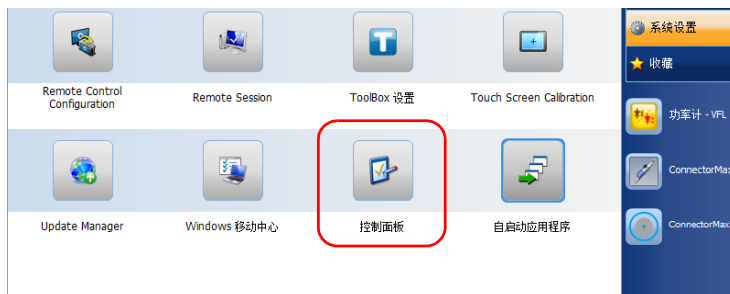 Remote Control
Configuration
Remote Session
ToolBox 设置
Touch Screen Calibration
Update Manager
Windows 移动中心
控制面板
自启动应用程序
系统设置
收藏
功率计 - VFL
ConnectorMax
ConnectorMax